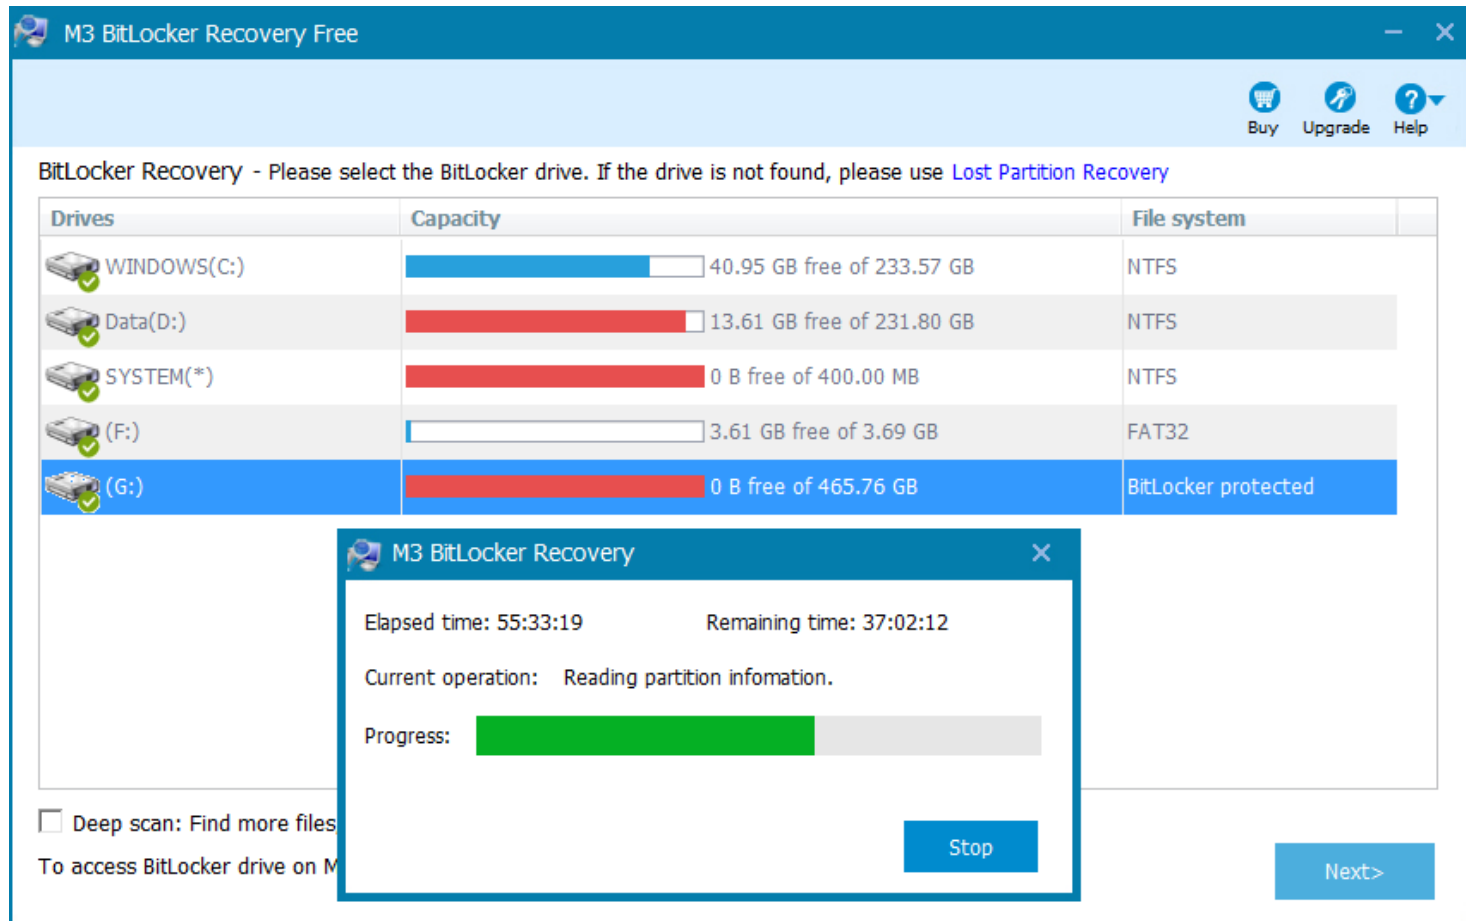 M3 BitLocker Recovery Free
Buy Upgrade Help
BitLocker Recovery - Please select the BitLocker drive. If the drive is not found, please use Lost Partition Recovery
Drives Capacity File system
WINDOWS(C:) 40.95 GB free of 233.57 GB NTFS
Data(D:) 13.61 GB free of 231.80 GB NTFS
SYSTEM(*) 0 B free of 400.00 MB NTFS
(F:) 3.61 GB free of 3.69 GB FAT32
(G:) 0 B free of 465.76 GB BitLocker protected
M3 BitLocker Recovery
Elapsed time: 55:33:19 Remaining time: 37:02:12
Current operation: Reading partition infomation.
Progress:
Stop
Deep scan: Find more files,
To access BitLocker drive on M
Next>